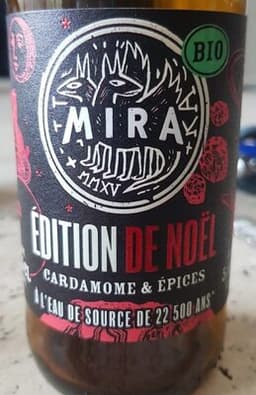 BIO
MIRA
MMXV
ÉDITION DE NOËL
CARDAMOME & ÉPICES
À L'EAU DE SOURCE DE 22 500 ANS*